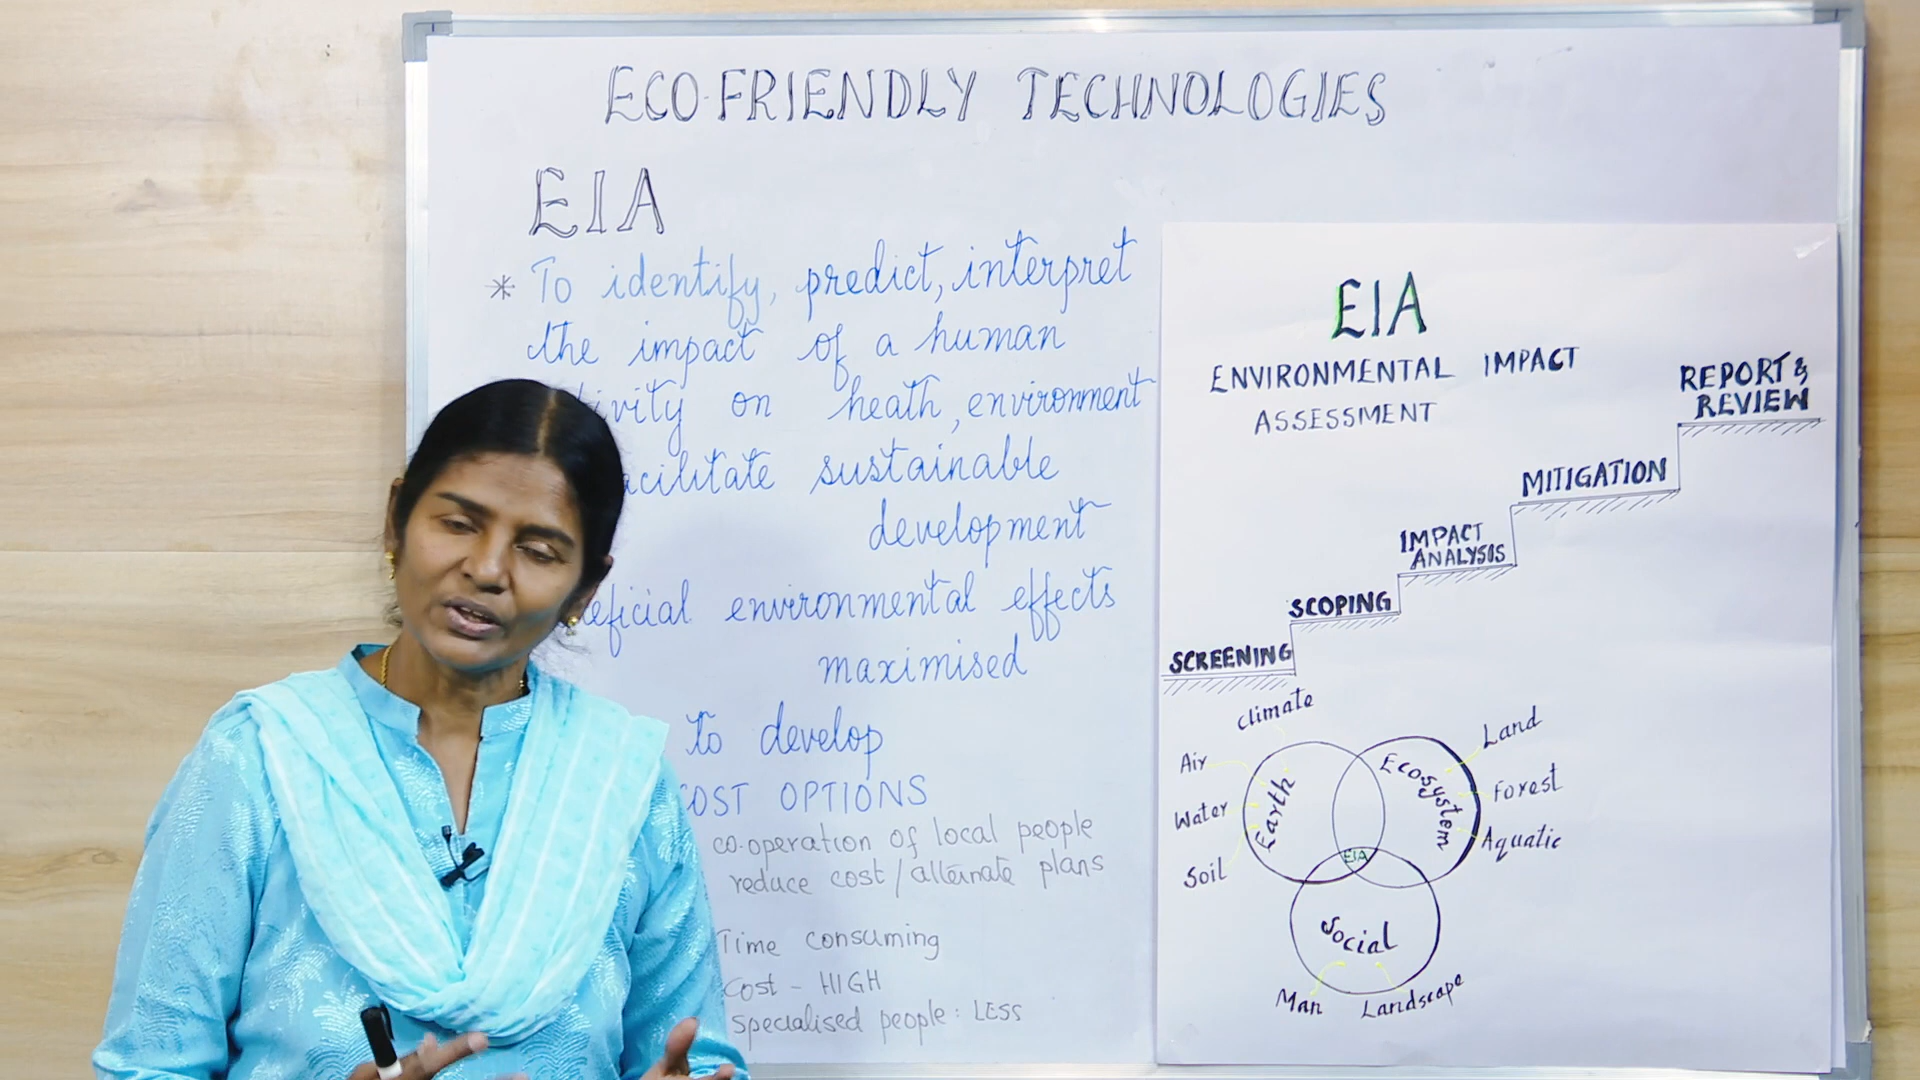 ECO-FRIENDLY TECHNOLOGIES
EIA
* To identify, predict, interpret
the impact of a human
on heath, environment
sustainable
development
environmental effects
maximised
to develop
OPTIONS
co-operation of local people
reduce cost/alternate plans
Time consuming
Cost - HIGH
specialised people: LESS
EIA
ENVIRONMENTAL IMPACT
ASSESSMENT
REPORT &
REVIEW
MITIGATION
IMPACT
ANALYSIS
SCOPING
SCREENING
climate
Air
Water
Soil
Earth
Ecosystem
Land
Forest
Aquatic
EIA
Social
Man
Landscape